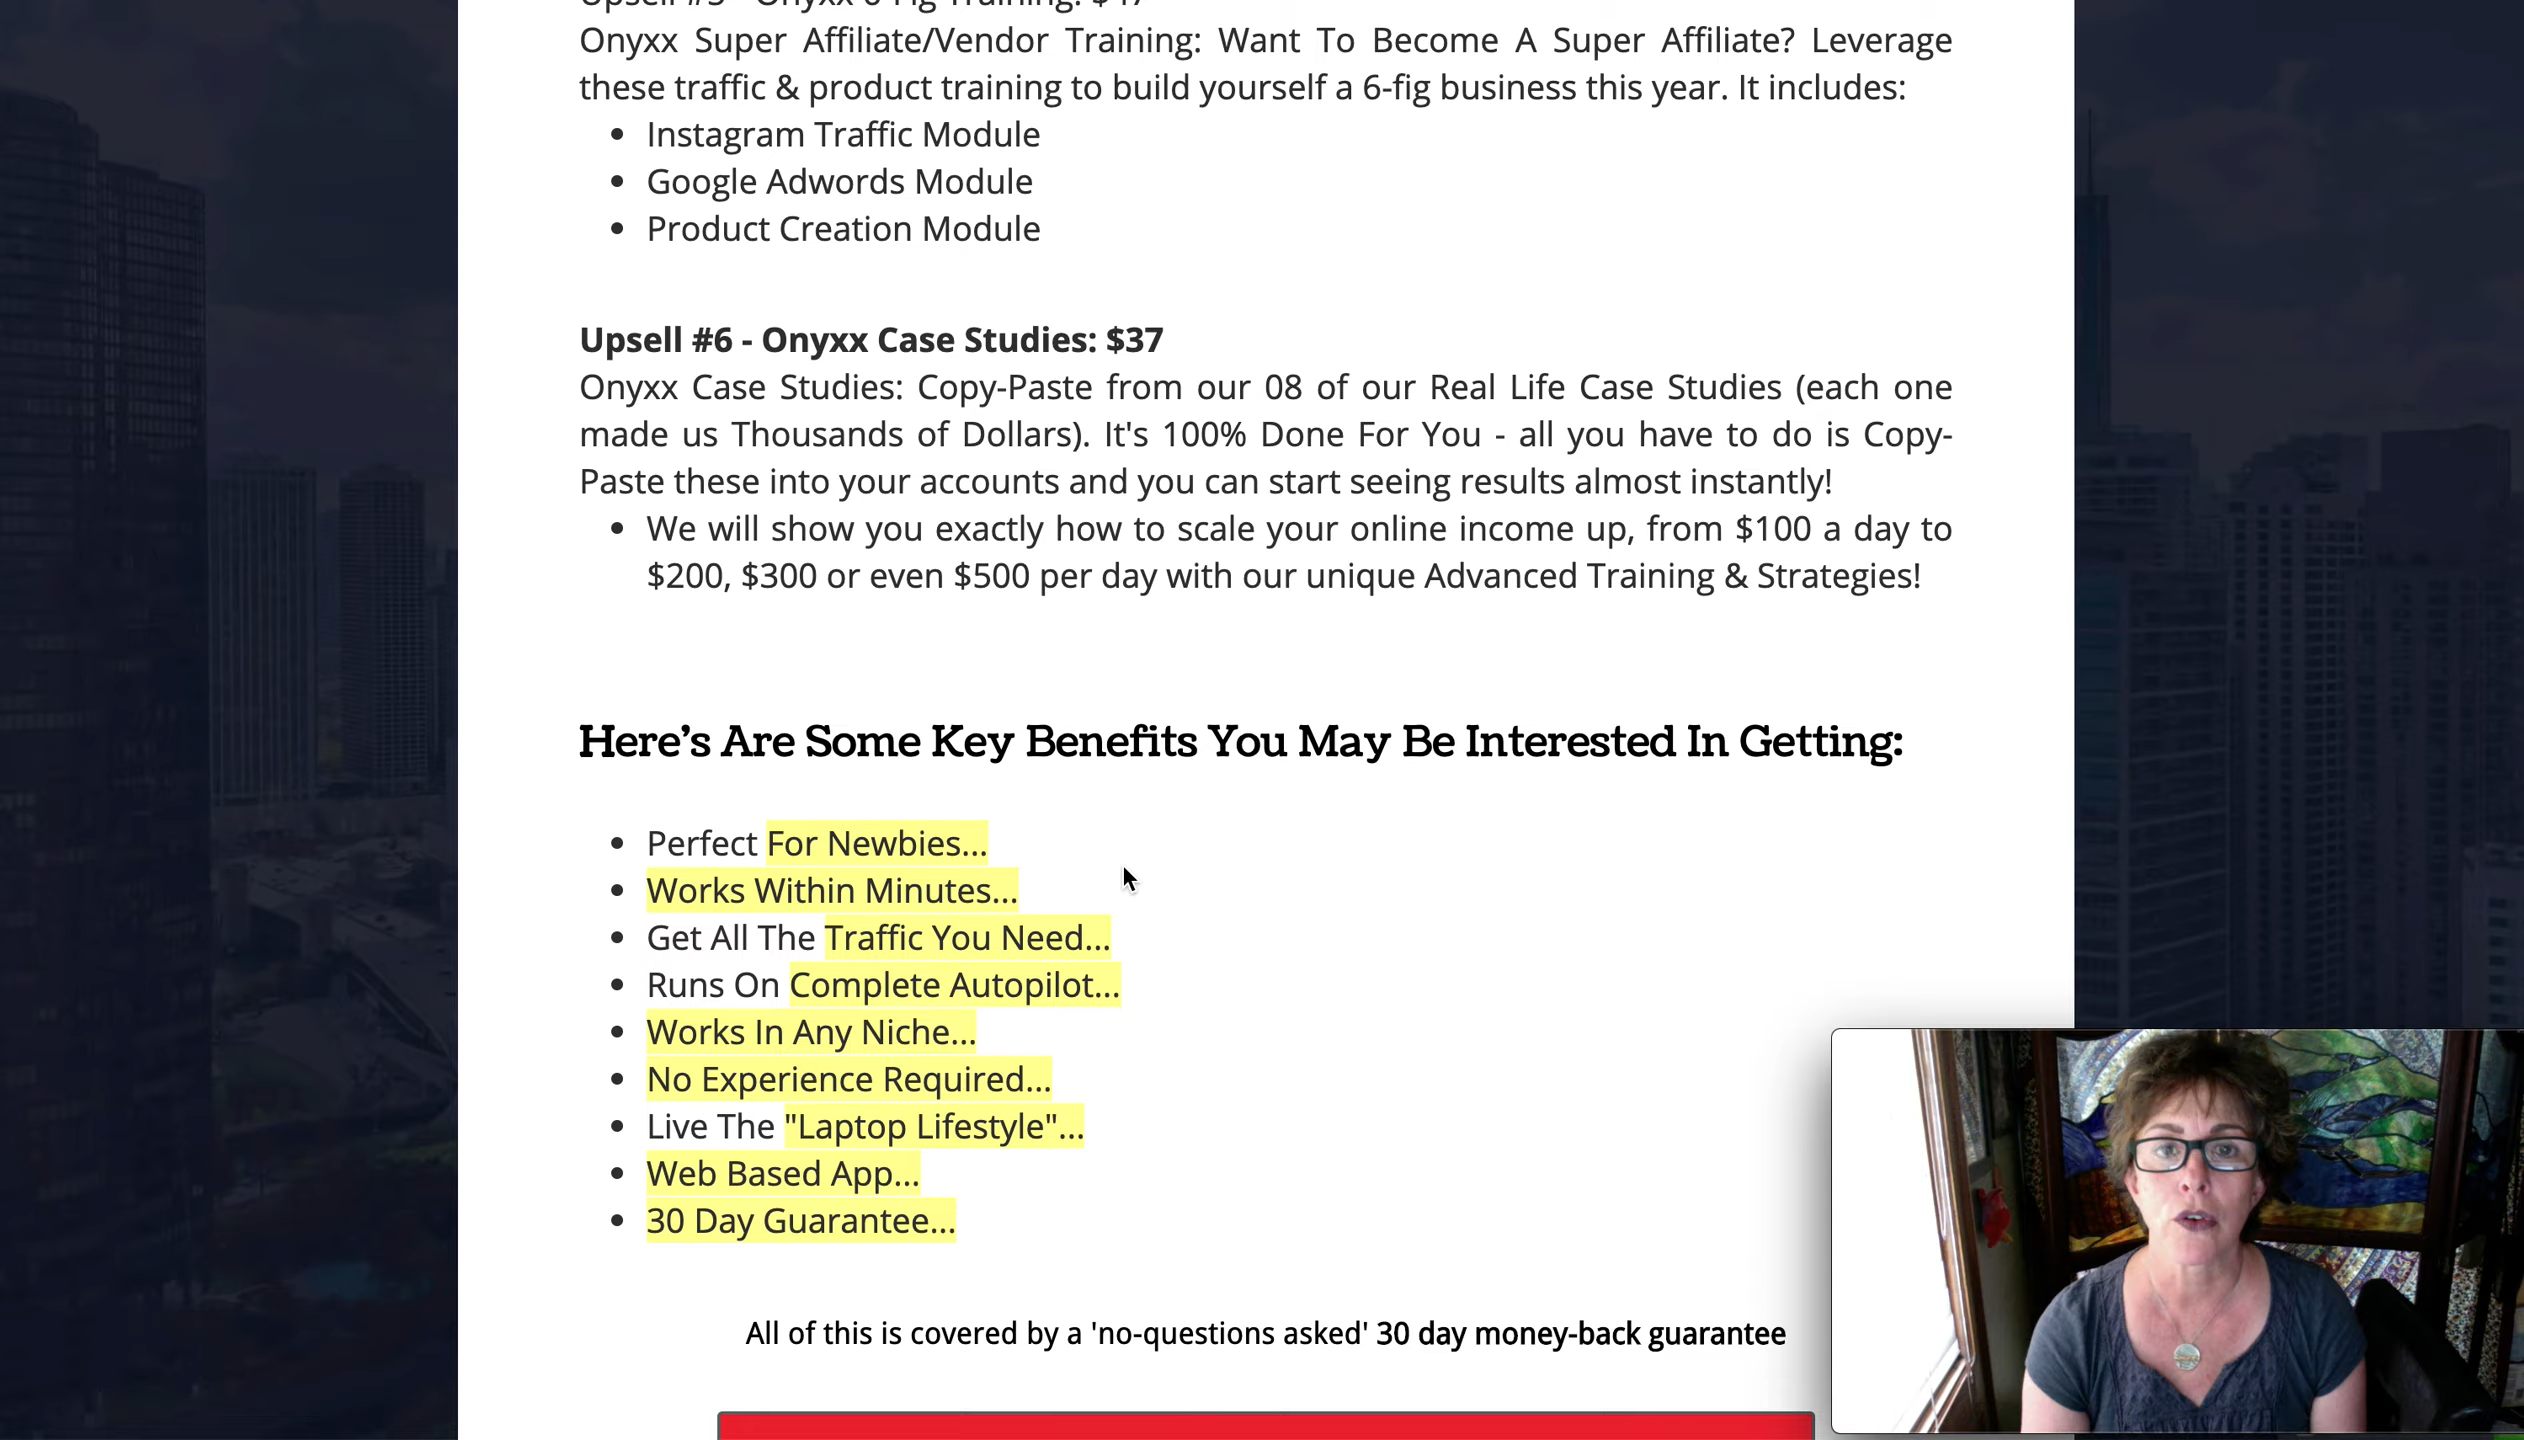 Upsell #5 - Onyxx 6-Fig Training: $47
Onyxx Super Affiliate/Vendor Training: Want To Become A Super Affiliate? Leverage
these traffic & product training to build yourself a 6-fig business this year. It includes:
• Instagram Traffic Module
• Google Adwords Module
• Product Creation Module
Upsell #6 - Onyxx Case Studies: $37
Onyxx Case Studies: Copy-Paste from our 08 of our Real Life Case Studies (each one
made us Thousands of Dollars). It's 100% Done For You - all you have to do is Copy-
Paste these into your accounts and you can start seeing results almost instantly!
• We will show you exactly how to scale your online income up, from $100 a day to
$200, $300 or even $500 per day with our unique Advanced Training & Strategies!
Here's Are Some Key Benefits You May Be Interested In Getting:
• Perfect For Newbies...
• Works Within Minutes...
• Get All The Traffic You Need...
• Runs On Complete Autopilot...
• Works In Any Niche...
• No Experience Required...
• Live The "Laptop Lifestyle"...
• Web Based App...
• 30 Day Guarantee...
All of this is covered by a 'no-questions asked' 30 day money-back guarantee